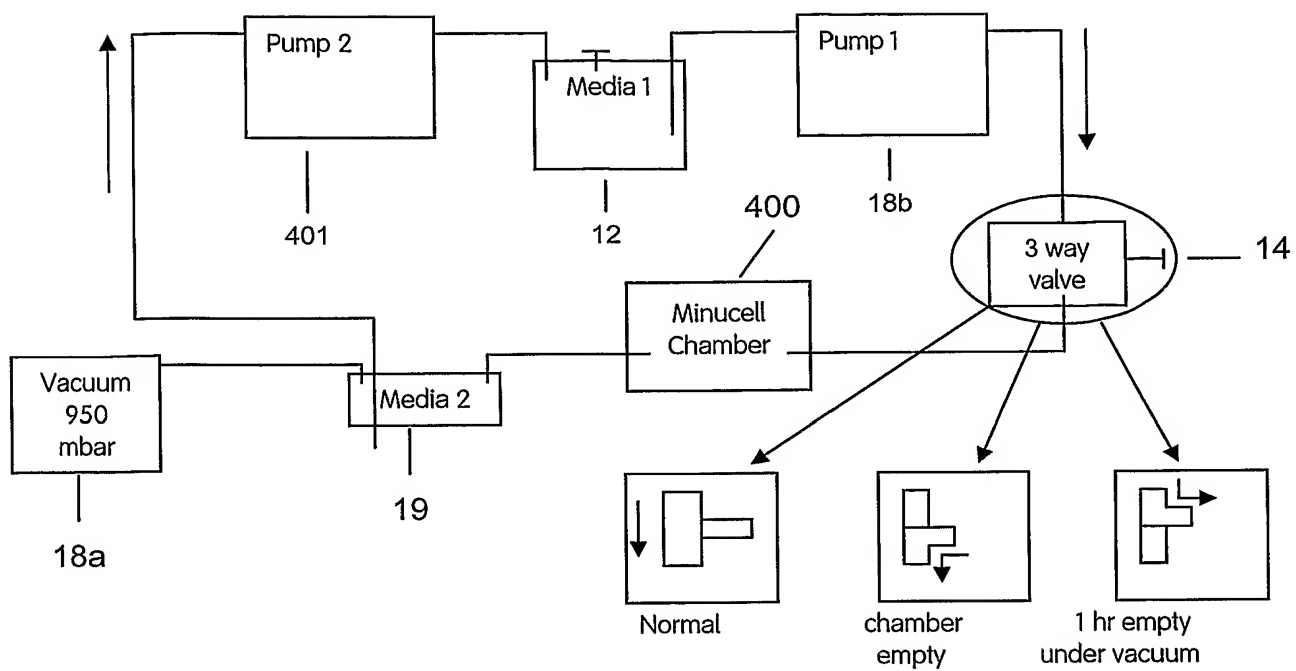 Pump 2
Media 1
Pump 1
401
12
18b
400
3 way
valve
14
Minucell
Chamber
Vacuum
950
mbar
Media 2
19
18a
Normal
chamber
empty
1 hr empty
under vacuum